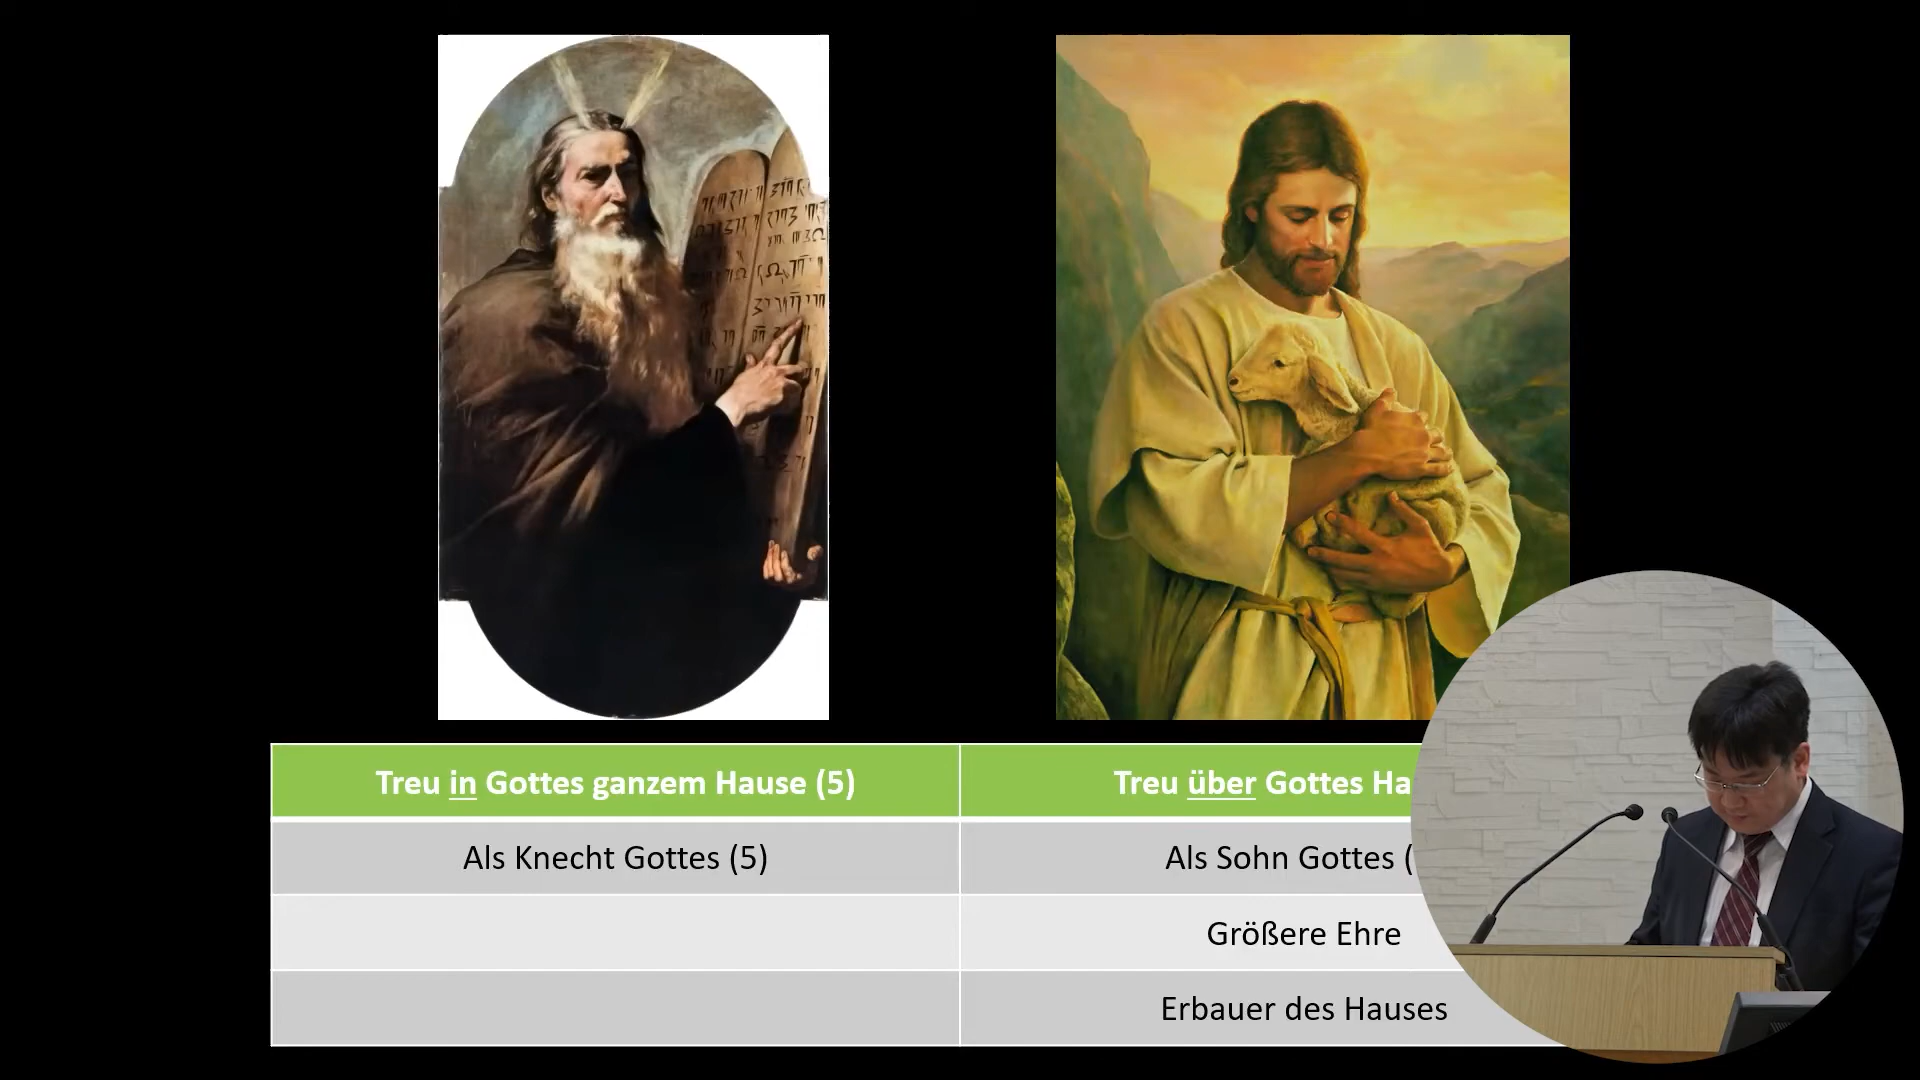 Treu in Gottes ganzem Hause (5)
Treu über Gottes
Als Knecht Gottes (5)
Als Sohn Gottes (
Größere Ehre
Erbauer des Hauses